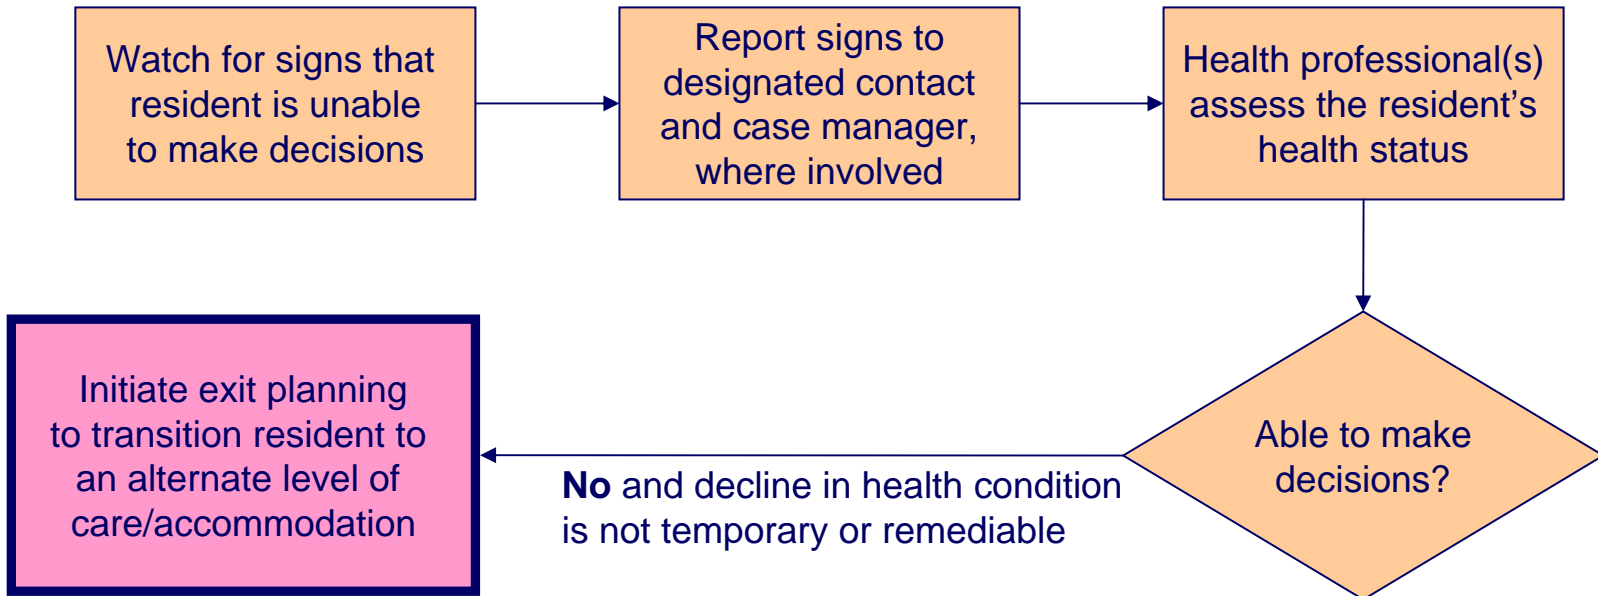 Watch for signs that
resident is unable
to make decisions
Report signs to
designated contact
and case manager,
where involved
Health professional(s)
assess the resident’s
health status
Able to make
decisions?
No and decline in health condition
is not temporary or remediable
Initiate exit planning
to transition resident to
an alternate level of
care/accommodation